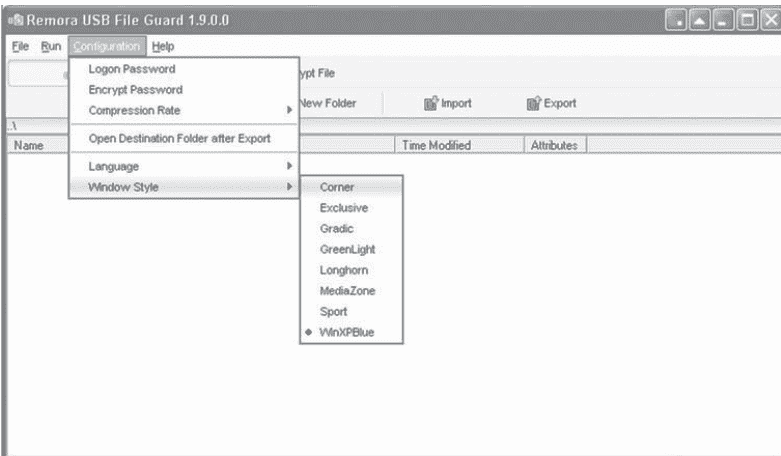 Remora USB File Guard 1.9.0.0
File Run Configuration Help
Logon Password
Encrypt Password
Compression Rate
Open Destination Folder after Export
Language
Window Style
ypt File
New Folder Import Export
..\
Name Time Modified Attributes
Corner
Exclusive
Gradic
GreenLight
Longhorn
MediaZone
Sport
WinXPBlue